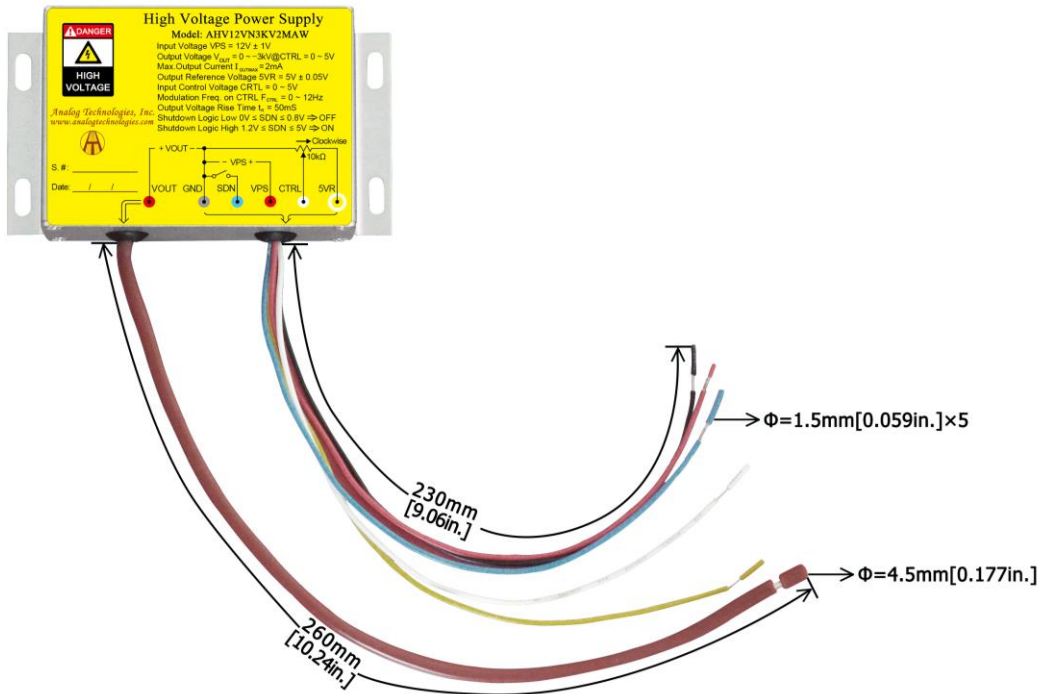 High Voltage Power Supply
Model: AHV12VN3KV2MAW
DANGER
HIGH
VOLTAGE
Input Voltage VPS = 12V ± 1V
Output Voltage VOUT = 0 ~ −3kV@CTRL = 0 ~ 5V
Max.Output Current IOUTMAX = 2mA
Output Reference Voltage 5VR = 5V ± 0.05V
Input Control Voltage CRTL = 0 ~ 5V
Modulation Freq. on CTRL FCTRL = 0 ~ 12Hz
Output Voltage Rise Time tR = 50mS
Shutdown Logic Low 0V ≤ SDN ≤ 0.8V ⇒ OFF
Shutdown Logic High 1.2V ≤ SDN ≤ 5V ⇒ ON
Analog Technologies, Inc.
www.analogtechnologies.com
AT
S. #:
Date: / /
Clockwise
+ VOUT −
10kΩ
− VPS +
VOUT GND SDN VPS CTRL 5VR
Φ=1.5mm[0.059in.]×5
230mm
[9.06in.]
Φ=4.5mm[0.177in.]
260mm
[10.24in.]